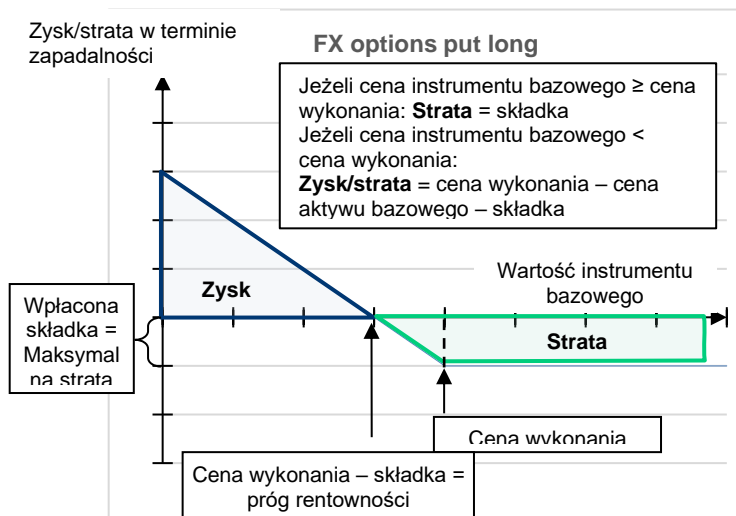 Zysk/strata w terminie
zapadalności
FX options put long
Jeżeli cena instrumentu bazowego ≥ cena
wykonania: Strata = składka
Jeżeli cena instrumentu bazowego <
cena wykonania:
Zysk/strata = cena wykonania – cena
aktywu bazowego – składka
Wartość instrumentu
bazowego
Zysk
Strata
Wpłacona
składka =
Maksymal
na strata
Cena wykonania
Cena wykonania – składka =
próg rentowności